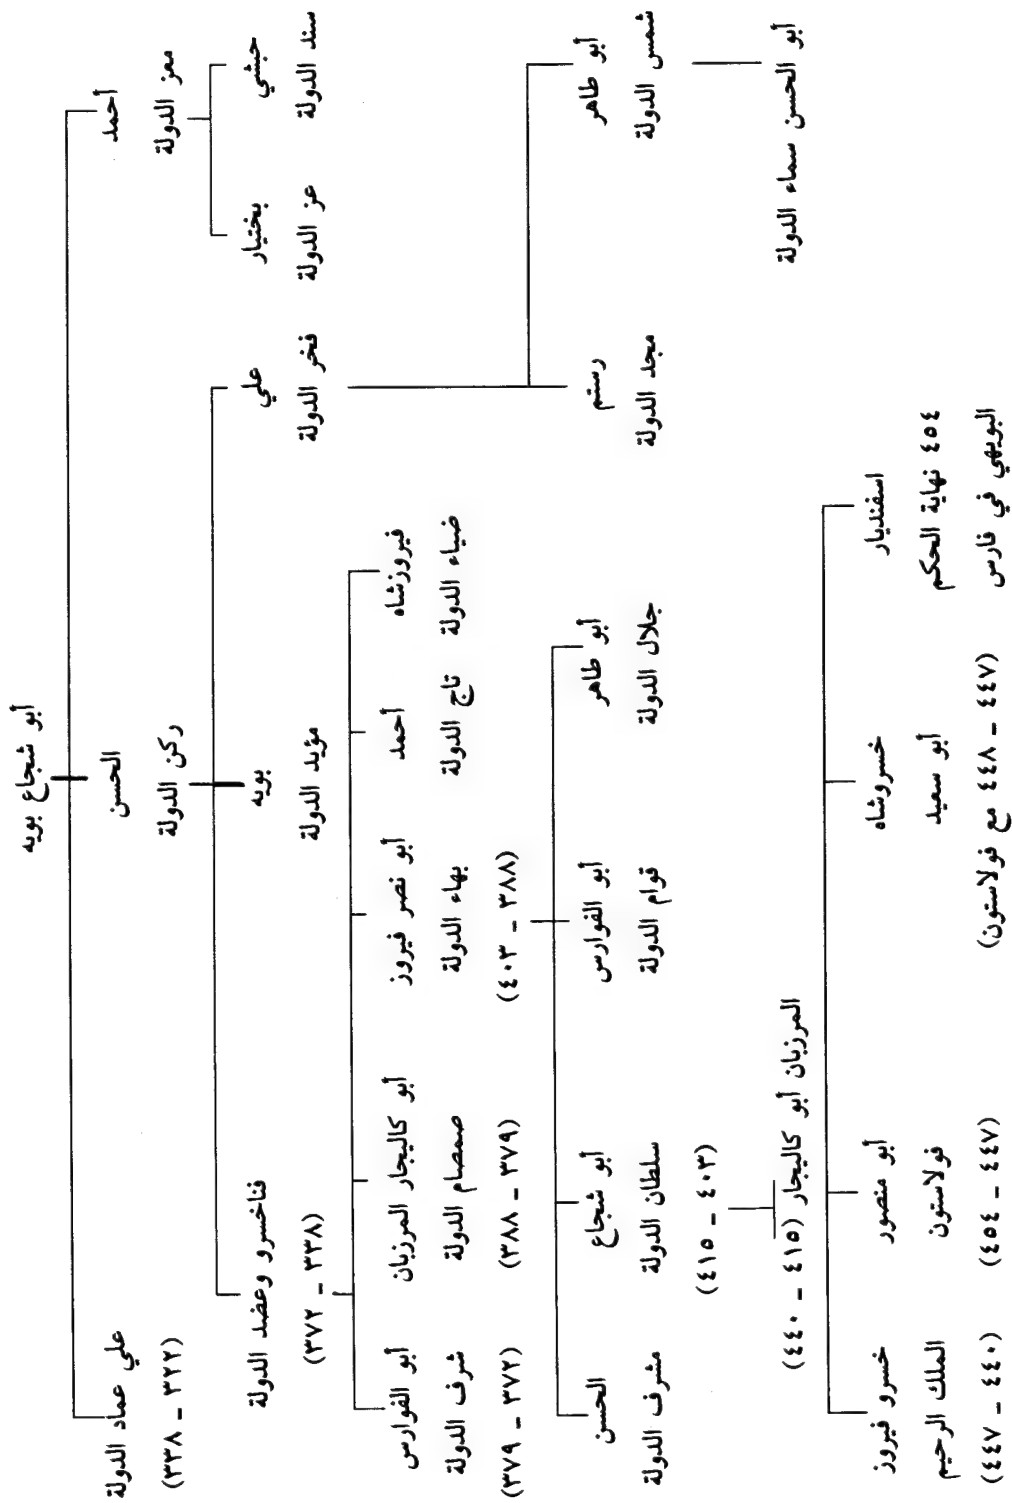 أبو شجاع بويه
أحمد الحسن علي عماد الدولة
معز الدولة ركن الدولة (٣٢٢ - ٣٣٨)
حبشي بختيار علي بويه فناخسرو وعضد الدولة
سند الدولة عز الدولة فخر الدولة مؤيد الدولة (٣٣٨ - ٣٧٢)
فيروزشاه أحمد أبو نصر فيروز أبو كاليجار المرزبان أبو الفوارس
ضياء الدولة تاج الدولة بهاء الدولة صمصام الدولة شرف الدولة
(٣٨٨ - ٤٠٣) (٣٧٩ - ٣٨٨) (٣٧٢ - ٣٧٩)
أبو طاهر رستم أبو طاهر أبو الفوارس أبو شجاع الحسن
شمس الدولة مجد الدولة جلال الدولة قوام الدولة سلطان الدولة مشرف الدولة
(٤٠٣ - ٤١٥)
أبو الحسن سماء الدولة المرزبان أبو كاليجار (٤١٥ - ٤٤٠)
اسفنديار خسروشاه أبو منصور خسرو فيروز
٤٥٤ نهاية الحكم أبو سعيد فولاستون الملك الرحيم
البويهي في فارس (٤٤٧ - ٤٤٨ مع فولاستون) (٤٤٧ - ٤٥٤) (٤٤٠ - ٤٤٧)